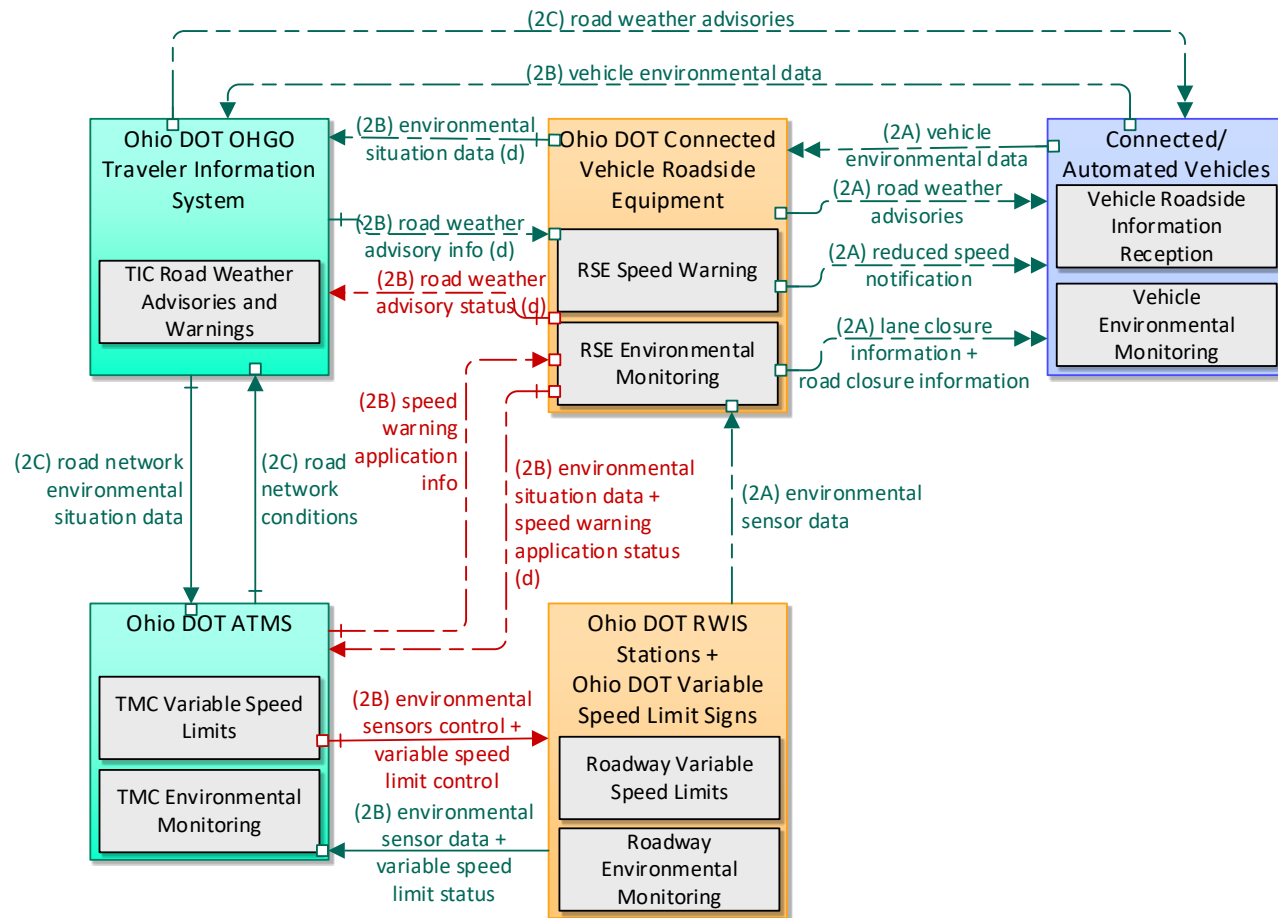 (2C) road weather advisories
(2B) vehicle environmental data
Ohio DOT OHGO
Traveler Information
System
TIC Road Weather
Advisories and
Warnings
(2B) environmental
situation data (d)
(2B) road weather
advisory info (d)
(2B) road weather
advisory status (d)
Ohio DOT Connected
Vehicle Roadside
Equipment
RSE Speed Warning
RSE Environmental
Monitoring
(2A) vehicle
environmental data
(2A) road weather
advisories
(2A) reduced speed
notification
(2A) lane closure
information +
road closure information
Connected/
Automated Vehicles
Vehicle Roadside
Information
Reception
Vehicle
Environmental
Monitoring
(2C) road network
environmental
situation data
(2C) road
network
conditions
(2B) speed
warning
application
info
(2B) environmental
situation data +
speed warning
application status
(d)
(2A) environmental
sensor data
Ohio DOT ATMS
TMC Variable Speed
Limits
TMC Environmental
Monitoring
(2B) environmental
sensors control +
variable speed
limit control
(2B) environmental
sensor data +
variable speed
limit status
Ohio DOT RWIS
Stations +
Ohio DOT Variable
Speed Limit Signs
Roadway Variable
Speed Limits
Roadway
Environmental
Monitoring